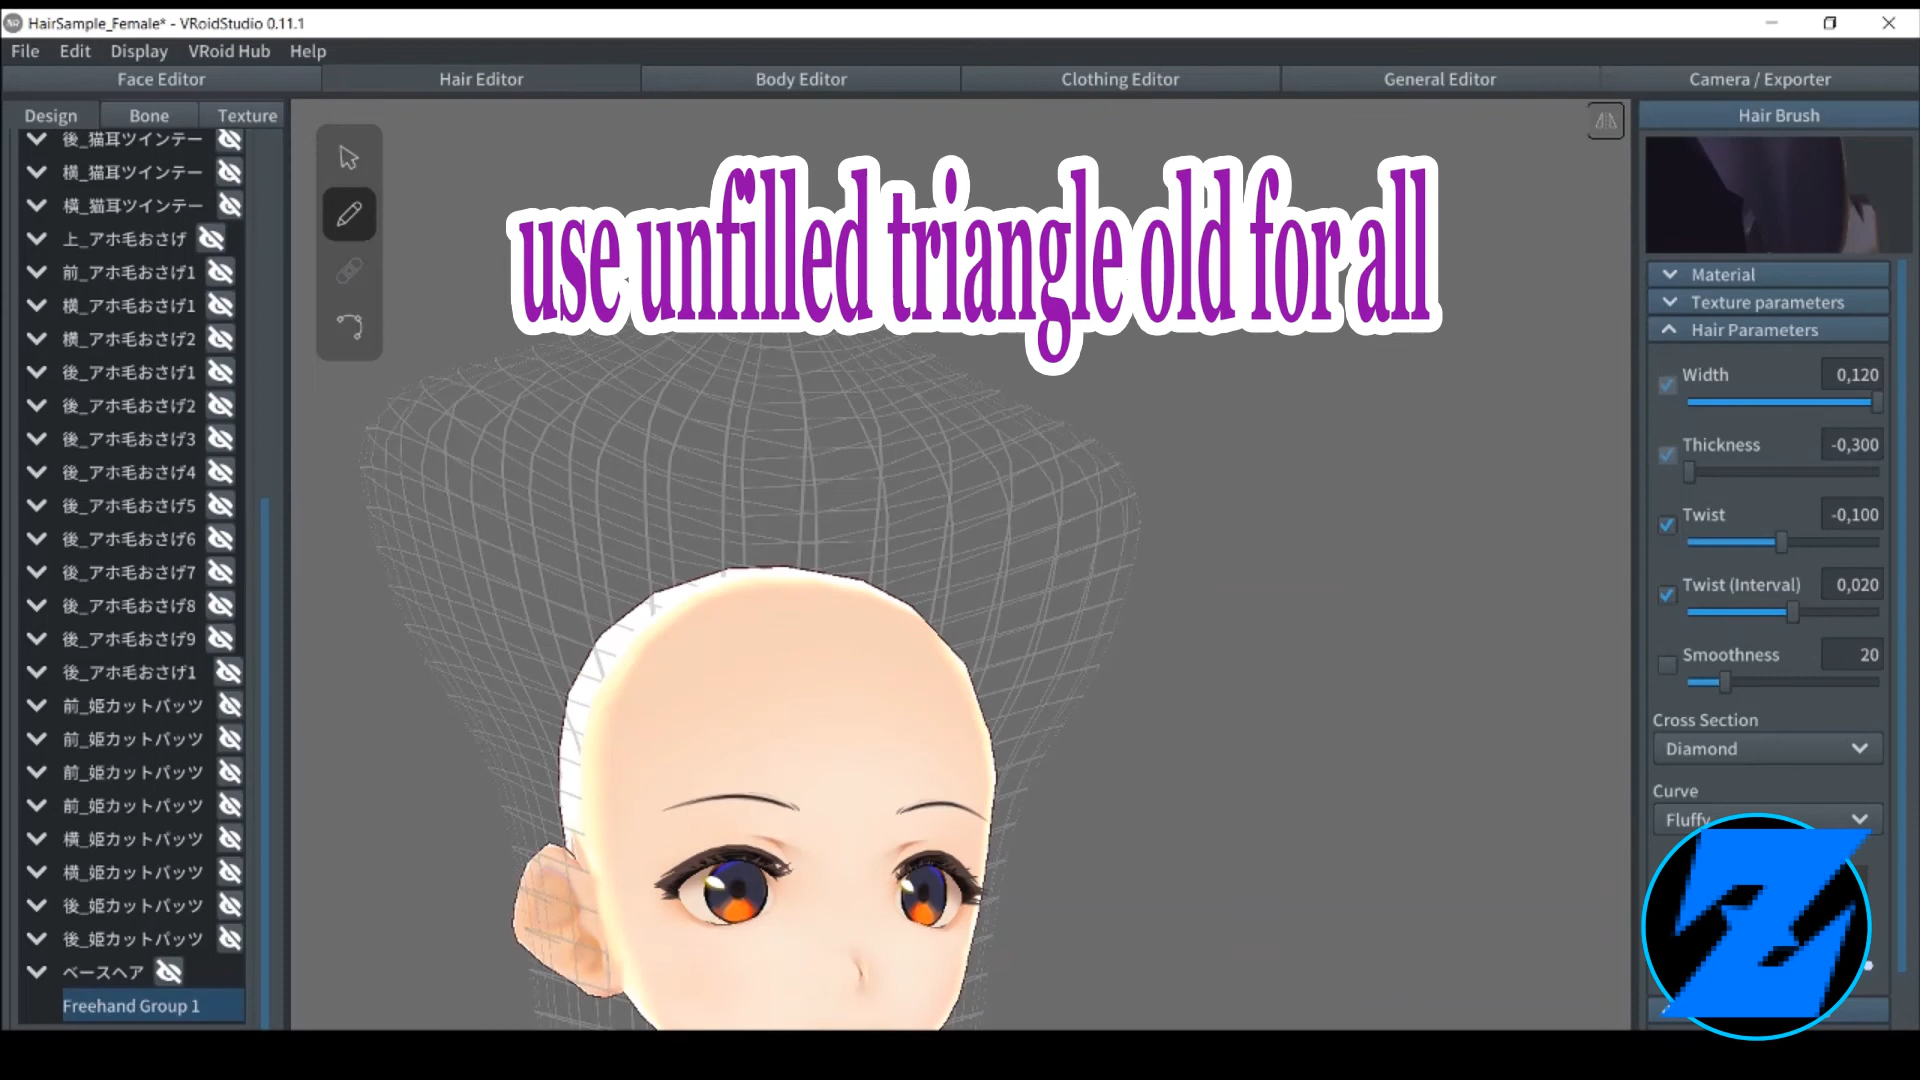 HairSample_Female* - VRoidStudio 0.11.1
File Edit Display VRoid Hub Help
Face Editor Hair Editor Body Editor Clothing Editor General Editor Camera / Exporter
Design Bone Texture
Hair Brush
後_猫耳ツインテー
横_猫耳ツインテー
横_猫耳ツインテー
上_アホ毛おさげ
前_アホ毛おさげ1
横_アホ毛おさげ1
横_アホ毛おさげ2
後_アホ毛おさげ1
後_アホ毛おさげ2
後_アホ毛おさげ3
後_アホ毛おさげ4
後_アホ毛おさげ5
後_アホ毛おさげ6
後_アホ毛おさげ7
後_アホ毛おさげ8
後_アホ毛おさげ9
後_アホ毛おさげ1
前_姫カットパッツ
前_姫カットパッツ
前_姫カットパッツ
前_姫カットパッツ
横_姫カットパッツ
横_姫カットパッツ
後_姫カットパッツ
後_姫カットパッツ
ベースヘア
Freehand Group 1
use unfilled triangle old for all
Material
Texture parameters
Hair Parameters
Width 0,120
Thickness -0,300
Twist -0,100
Twist (Interval) 0,020
Smoothness 20
Cross Section
Diamond
Curve
Fluffy